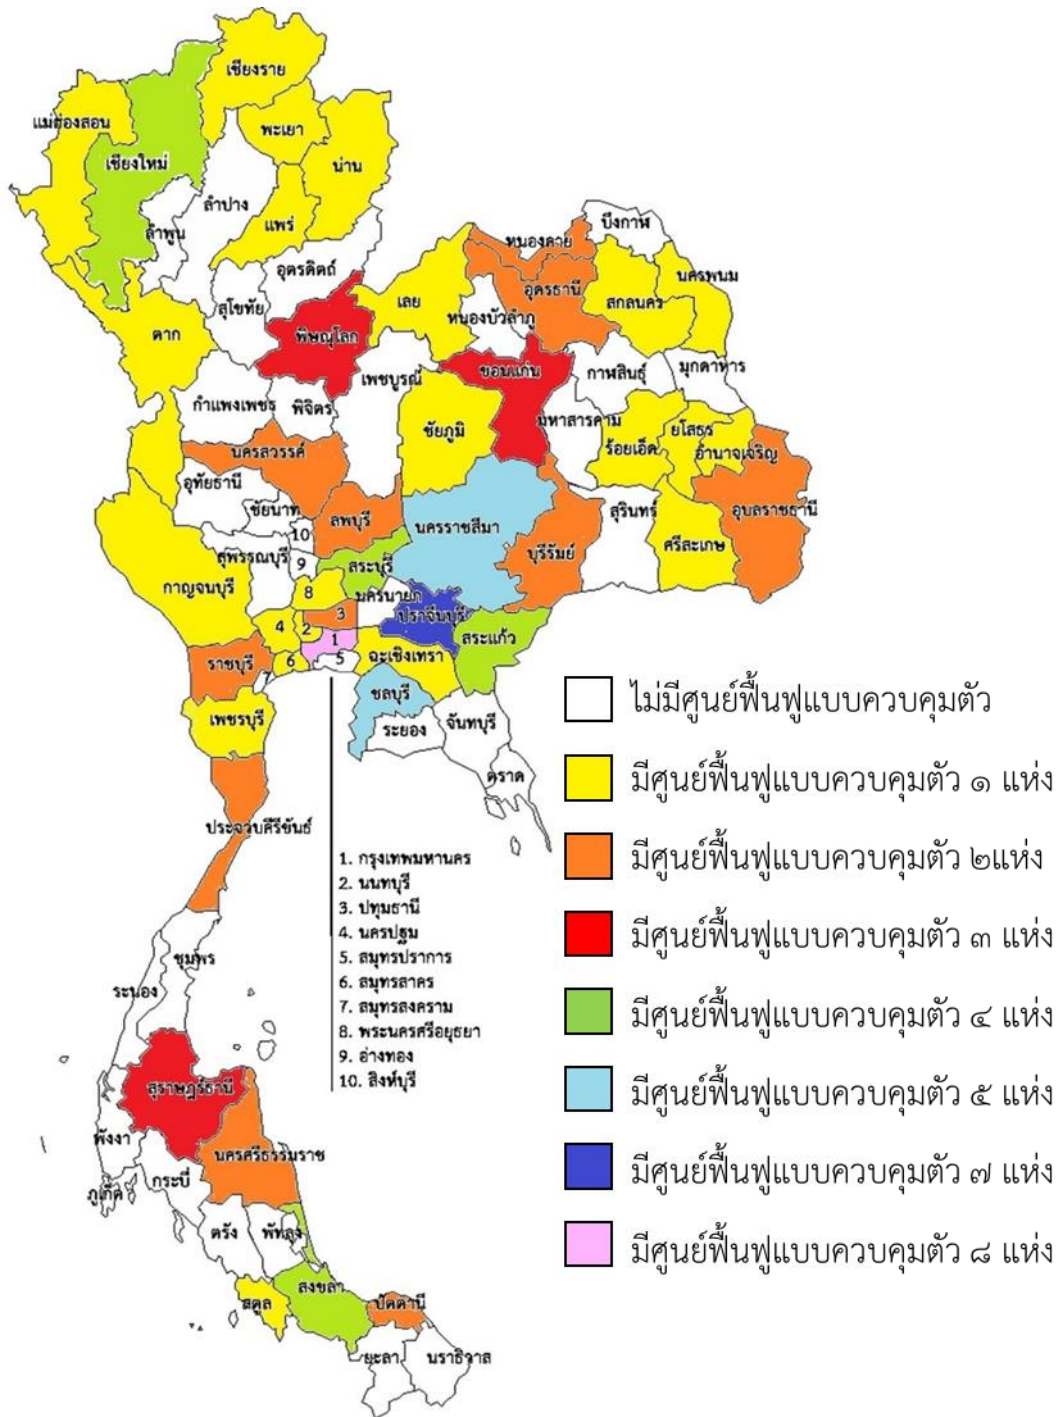 เชียงราย
แม่ฮ่องสอน
พะเยา
เชียงใหม่
น่าน
ลำปาง
แพร่
ลำพูน
บึงกาฬ
หนองคาย
อุตรดิตถ์
นครพนม
อุดรธานี
สกลนคร
เลย
สุโขทัย
หนองบัวลำภู
ตาก
พิษณุโลก
ขอนแก่น
มุกดาหาร
กาฬสินธุ์
เพชบูรณ์
กำแพงเพชร
พิจิตร
มหาสารคาม
ยโสธร
ชัยภูมิ
ร้อยเอ็ด
อำนาจเจริญ
นครสวรรค์
อุทัยธานี
ชัยนาท
ลพบุรี
นครราชสีมา
สุรินทร์
อุบลราชธานี
10
สุพรรณบุรี
บุรีรัมย์
ศรีสะเกษ
9
สระบุรี
กาญจนบุรี
8
นครนายก
ปราจีนบุรี
3
4
2
1
สระแก้ว
ราชบุรี
6
5
ฉะเชิงเทรา
7
ชลบุรี
เพชรบุรี
ระยอง
จันทบุรี
ตราด
ประจวบคีรีขันธ์
ชุมพร
ระนอง
สุราษฎร์ธานี
พังงา
นครศรีธรรมราช
กระบี่
ภูเก็ต
ตรัง
พัทลุง
สงขลา
สตูล
ปัตตานี
ยะลา
นราธิวาส
1. กรุงเทพมหานคร
2. นนทบุรี
3. ปทุมธานี
4. นครปฐม
5. สมุทรปราการ
6. สมุทรสาคร
7. สมุทรสงคราม
8. พระนครศรีอยุธยา
9. อ่างทอง
10. สิงห์บุรี
ไม่มีศูนย์ฟื้นฟูแบบควบคุมตัว
มีศูนย์ฟื้นฟูแบบควบคุมตัว ๑ แห่ง
มีศูนย์ฟื้นฟูแบบควบคุมตัว ๒แห่ง
มีศูนย์ฟื้นฟูแบบควบคุมตัว ๓ แห่ง
มีศูนย์ฟื้นฟูแบบควบคุมตัว ๔ แห่ง
มีศูนย์ฟื้นฟูแบบควบคุมตัว ๕ แห่ง
มีศูนย์ฟื้นฟูแบบควบคุมตัว ๗ แห่ง
มีศูนย์ฟื้นฟูแบบควบคุมตัว ๘ แห่ง